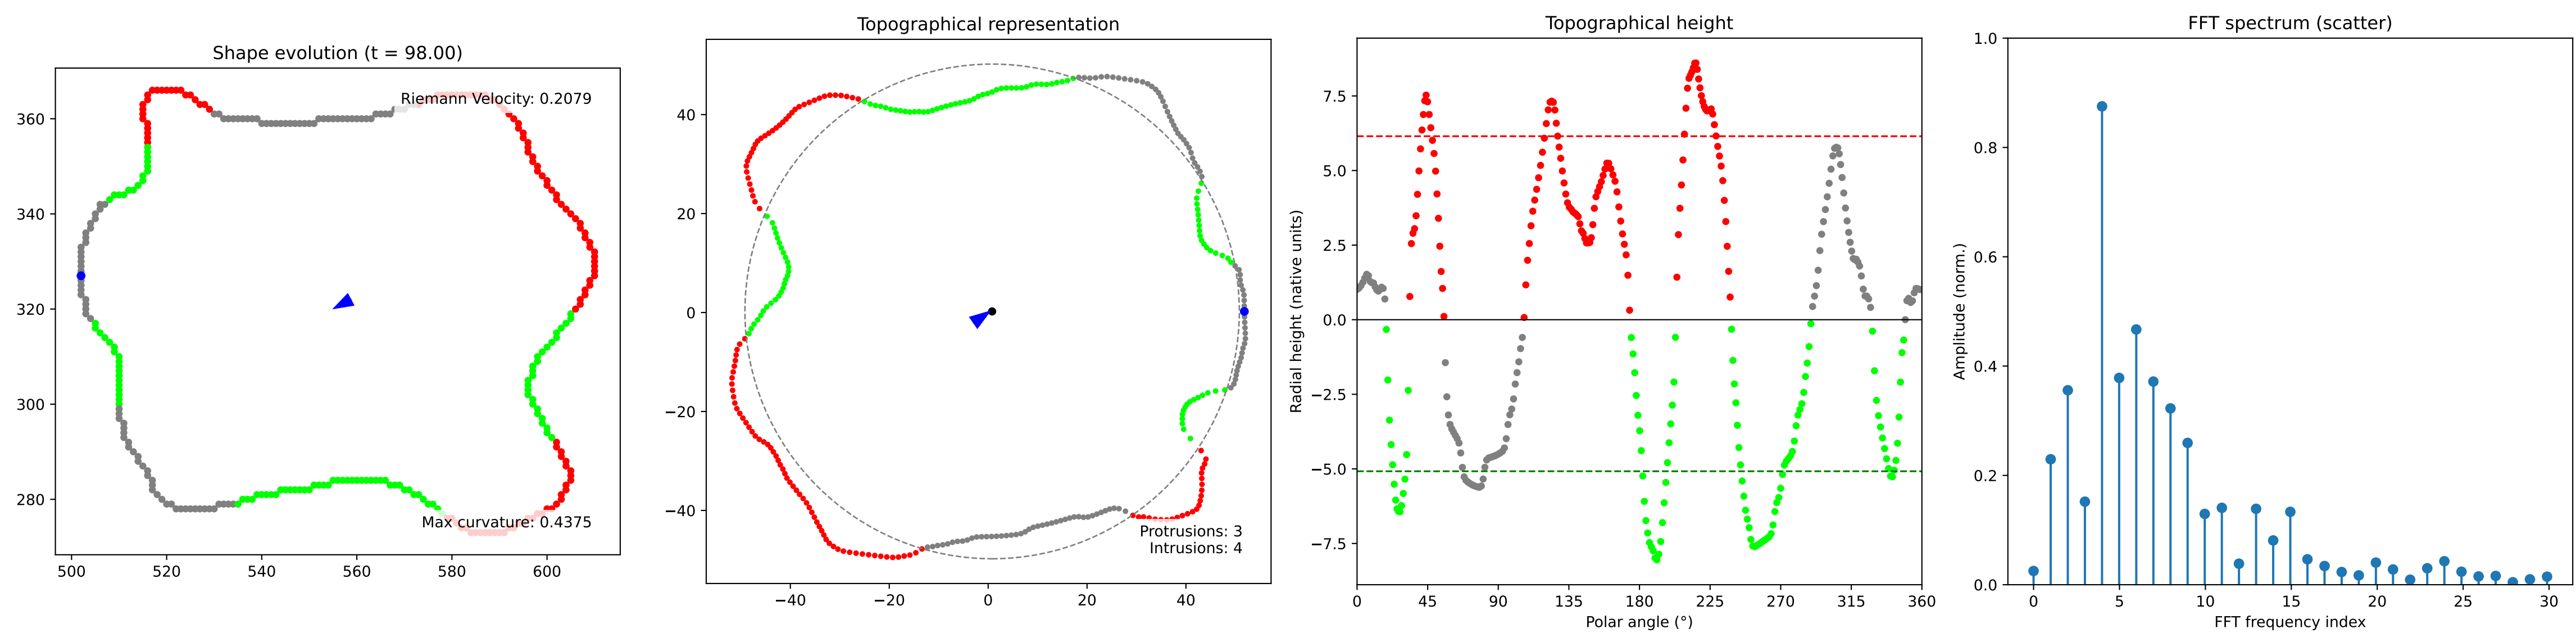 Shape evolution (t = 98.00)
Riemann Velocity: 0.2079
Max curvature: 0.4375
360
340
320
300
280
500 520 540 560 580 600
Topographical representation
40
20
0
−20
−40
−40 −20 0 20 40
Protrusions: 3
Intrusions: 4
Topographical height
Radial height (native units)
7.5
5.0
2.5
0.0
−2.5
−5.0
−7.5
0 45 90 135 180 225 270 315 360
Polar angle (°)
FFT spectrum (scatter)
Amplitude (norm.)
1.0
0.8
0.6
0.4
0.2
0.0
0 5 10 15 20 25 30
FFT frequency index